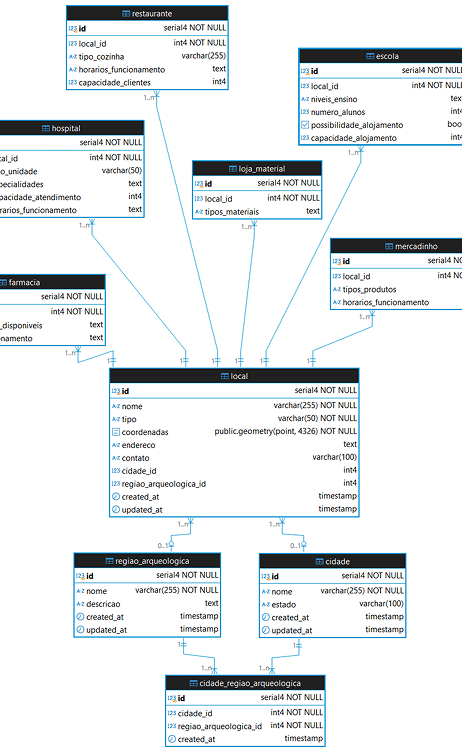 restaurante
123 id serial4 NOT NULL
123 local_id int4 NOT NULL
A-Z tipo_cozinha varchar(255)
A-Z horarios_funcionamento text
123 capacidade_clientes int4
1..n
escola
123 id serial4 NOT NULL
123 local_id int4 NOT NUL
A-Z niveis_ensino tex
123 numero_alunos int
possibilidade_alojamento boo
123 capacidade_alojamento int
1..n
hospital
serial4 NOT NULL
cal_id int4 NOT NULL
o_unidade varchar(50)
pecialidades text
pacidade_atendimento int4
rarios_funcionamento text
1..n
loja_material
123 id serial4 NOT NULL
123 local_id int4 NOT NULL
A-Z tipos_materiais text
1..n
mercadinho
123 id serial4 NO
123 local_id int4 NO
A-Z tipos_produtos
A-Z horarios_funcionamento
1..n
farmacia
serial4 NOT NULL
int4 NOT NULL
_disponiveis text
onamento text
1..n
1 1 1 1 1 1
local
123 id serial4 NOT NULL
A-Z nome varchar(255) NOT NULL
A-Z tipo varchar(50) NOT NULL
coordenadas public.geometry(point, 4326) NOT NULL
A-Z endereco text
A-Z contato varchar(100)
123 cidade_id int4
123 regiao_arqueologica_id int4
created_at timestamp
updated_at timestamp
1..n 1..n
0..1 0..1
regiao_arqueologica
123 id serial4 NOT NULL
A-Z nome varchar(255) NOT NULL
A-Z descricao text
created_at timestamp
updated_at timestamp
1
cidade
123 id serial4 NOT NULL
A-Z nome varchar(255) NOT NULL
A-Z estado varchar(100)
created_at timestamp
updated_at timestamp
1
1..n 1..n
cidade_regiao_arqueologica
123 id serial4 NOT NULL
123 cidade_id int4 NOT NULL
123 regiao_arqueologica_id int4 NOT NULL
created_at timestamp